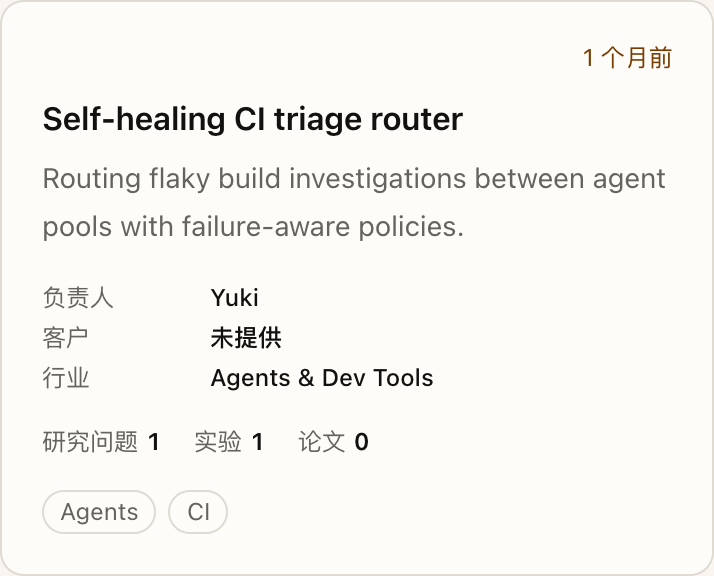 1 个月前
Self-healing CI triage router
Routing flaky build investigations between agent
pools with failure-aware policies.
负责人 Yuki
客户 未提供
行业 Agents & Dev Tools
研究问题 1 实验 1 论文 0
Agents CI